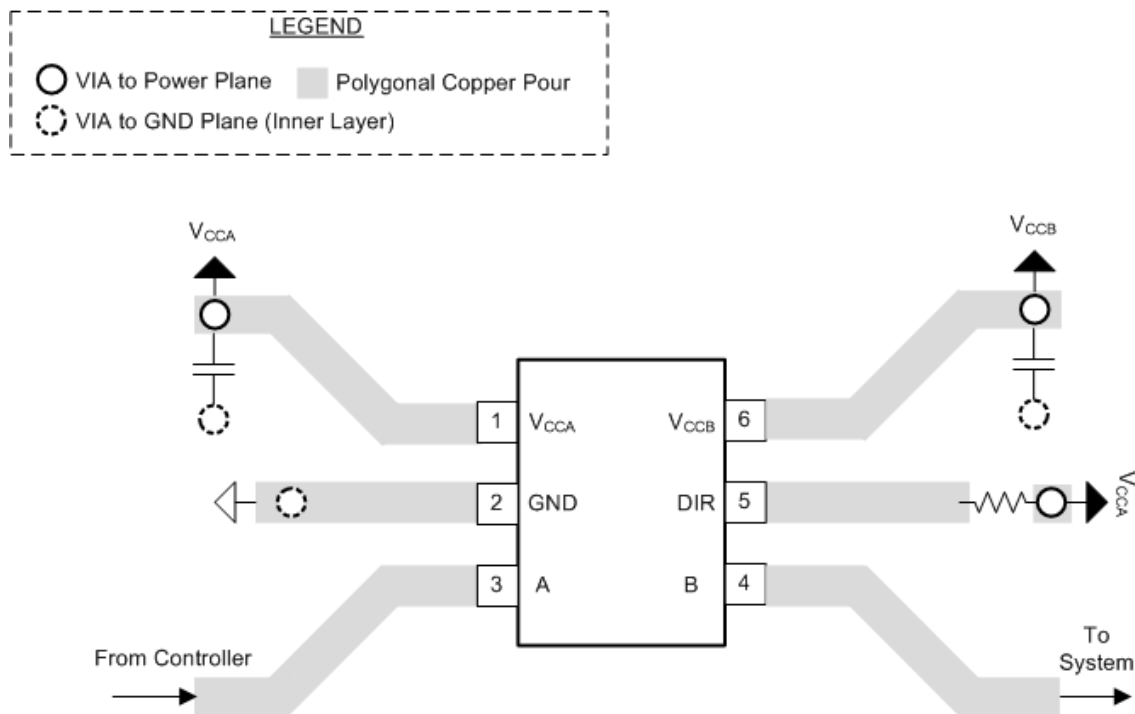 LEGEND
VIA to Power Plane
Polygonal Copper Pour
VIA to GND Plane (Inner Layer)
VCCA
VCCB
1 VCCA
VCCB 6
2 GND
DIR 5
VCCA
3 A
B 4
From Controller
To
System